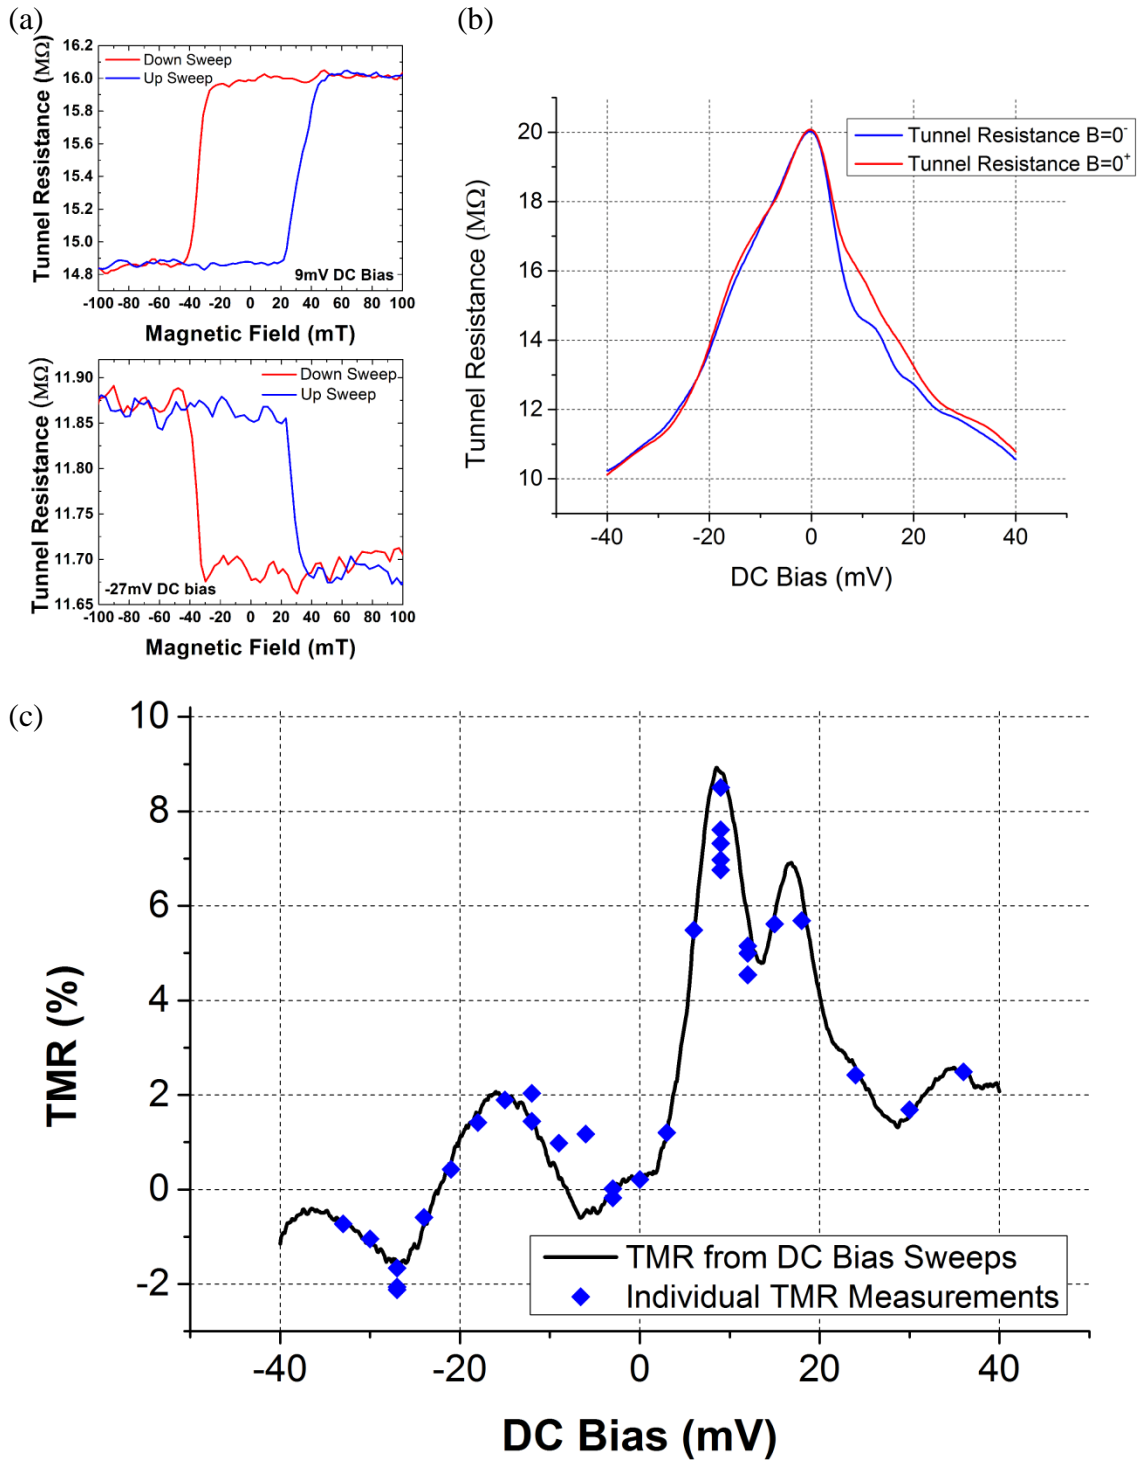 (a)
16.2
16.0
15.8
15.6
15.4
15.2
15.0
14.8
Tunnel Resistance (MΩ)
Down Sweep
Up Sweep
9mV DC Bias
-100 -80 -60 -40 -20 0 20 40 60 80 100
Magnetic Field (mT)
11.90
11.85
11.80
11.75
11.70
11.65
Tunnel Resistance (MΩ)
Down Sweep
Up Sweep
-27mV DC bias
-100 -80 -60 -40 -20 0 20 40 60 80 100
Magnetic Field (mT)
(b)
20
18
16
14
12
10
Tunnel Resistance (MΩ)
Tunnel Resistance B=0⁻
Tunnel Resistance B=0⁺
-40 -20 0 20 40
DC Bias (mV)
(c)
10
8
6
4
2
0
-2
TMR (%)
TMR from DC Bias Sweeps
Individual TMR Measurements
-40 -20 0 20 40
DC Bias (mV)